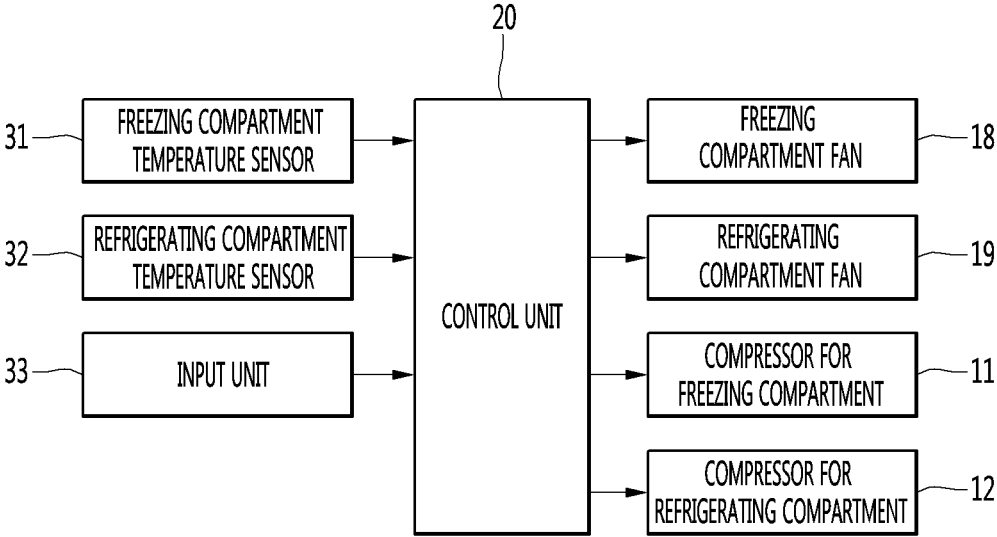 20
31
FREEZING COMPARTMENT
TEMPERATURE SENSOR
32
REFRIGERATING COMPARTMENT
TEMPERATURE SENSOR
33
INPUT UNIT
CONTROL UNIT
FREEZING
COMPARTMENT FAN
18
REFRIGERATING
COMPARTMENT FAN
19
COMPRESSOR FOR
FREEZING COMPARTMENT
11
COMPRESSOR FOR
REFRIGERATING COMPARTMENT
12